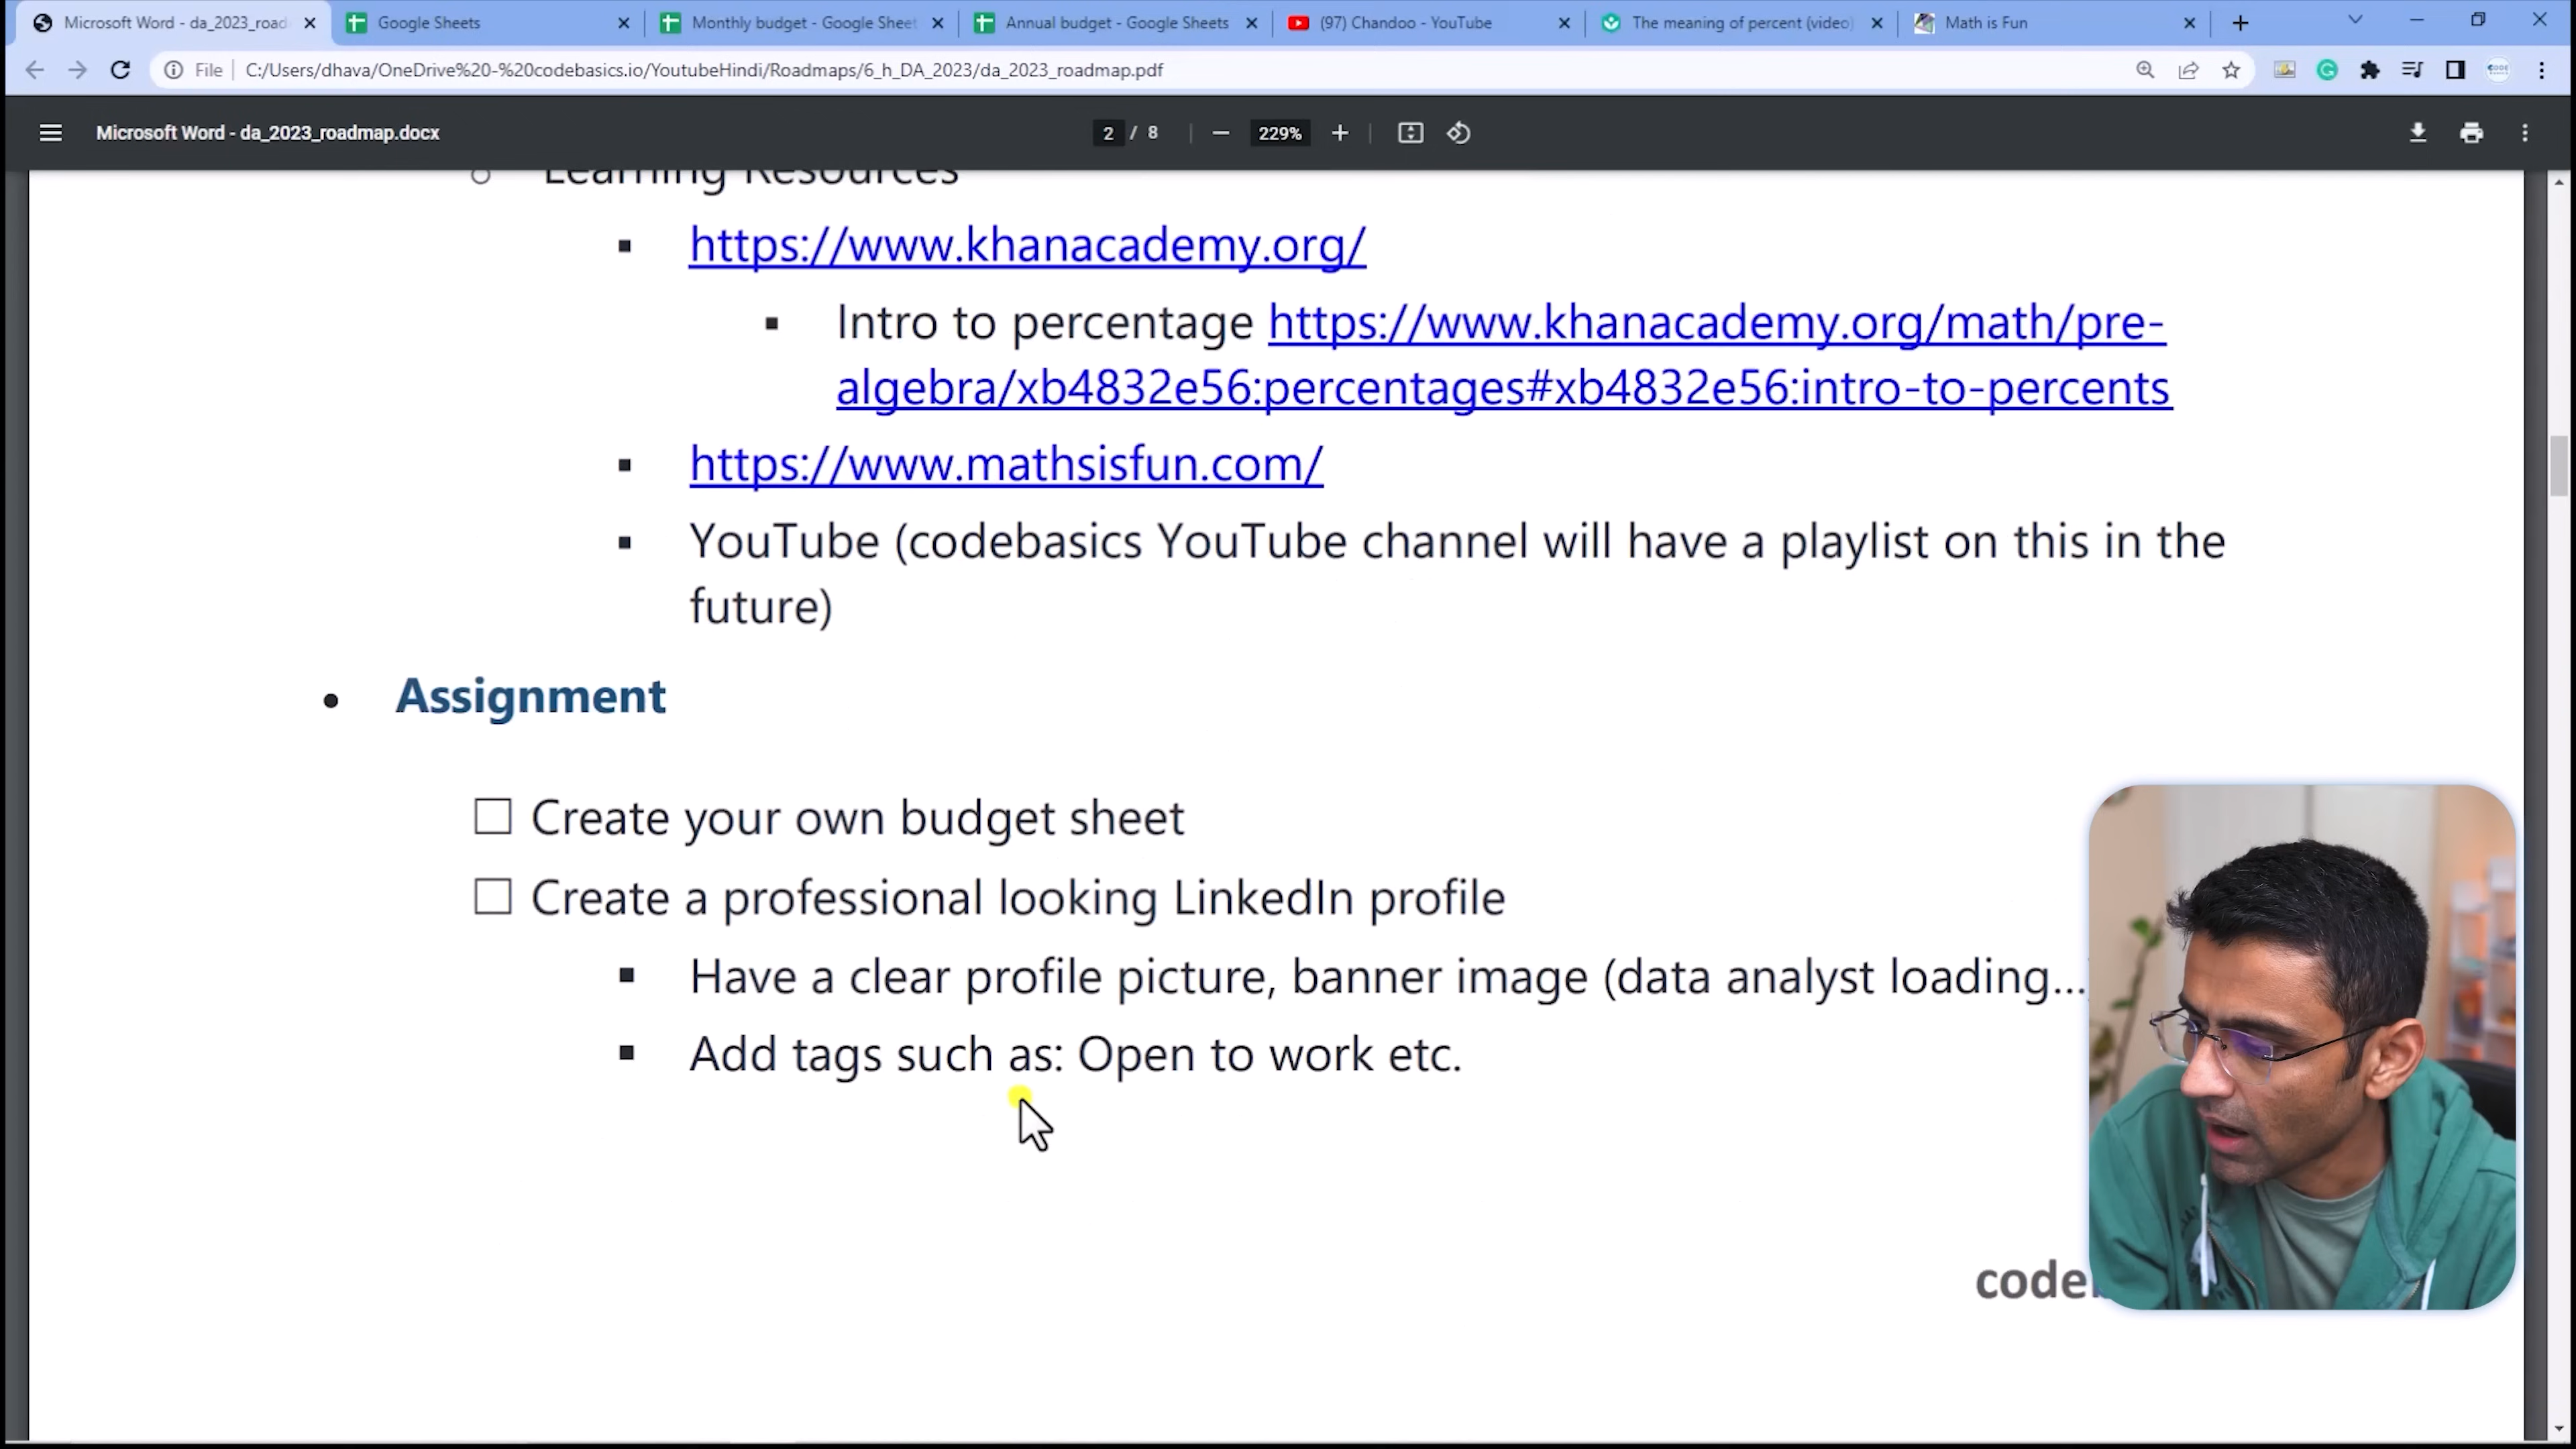 Microsoft Word - da_2023_road
Google Sheets
Monthly budget - Google Sheet
Annual budget - Google Sheets
(97) Chandoo - YouTube
The meaning of percent (video)
Math is Fun
File
C:/Users/dhava/OneDrive%20-%20codebasics.io/YoutubeHindi/Roadmaps/6_h_DA_2023/da_2023_roadmap.pdf
Microsoft Word - da_2023_roadmap.docx
2 / 8
229%
Learning Resources
https://www.khanacademy.org/
Intro to percentage https://www.khanacademy.org/math/pre-
algebra/xb4832e56:percentages#xb4832e56:intro-to-percents
https://www.mathsisfun.com/
YouTube (codebasics YouTube channel will have a playlist on this in the
future)
Assignment
Create your own budget sheet
Create a professional looking LinkedIn profile
Have a clear profile picture, banner image (data analyst loading...
Add tags such as: Open to work etc.